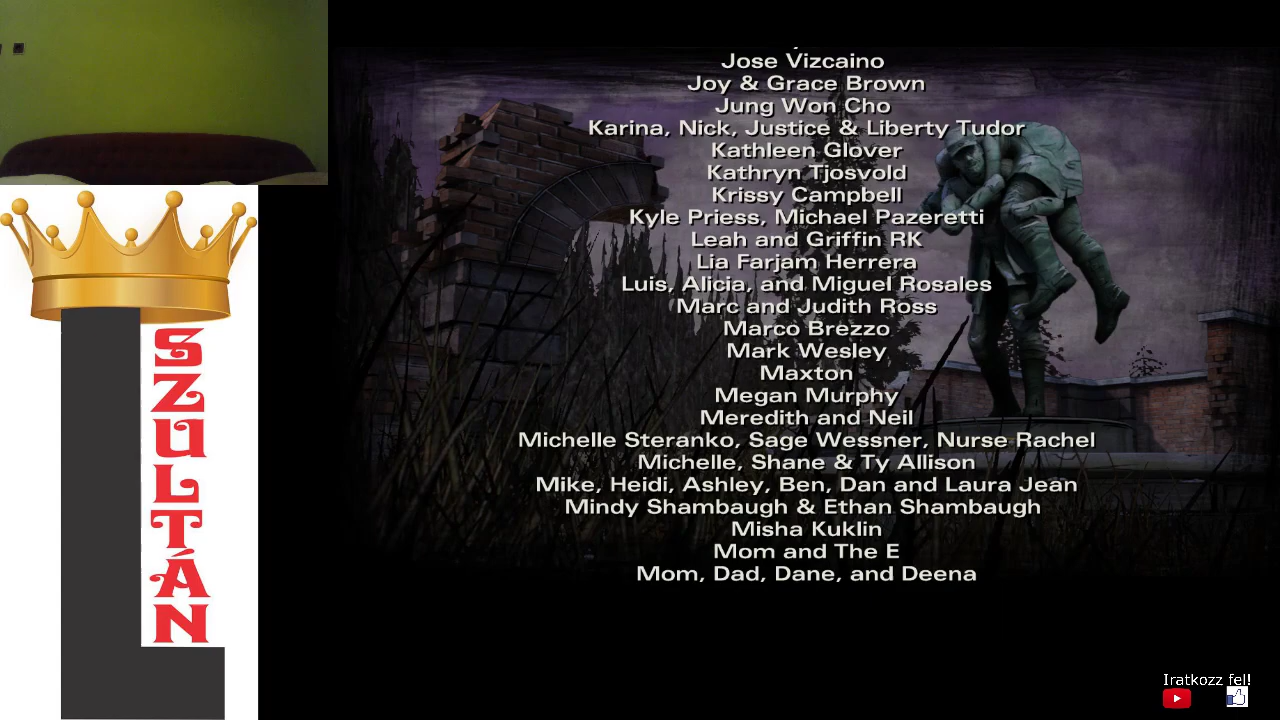 Jose Vizcaino
Joy & Grace Brown
Jung Won Cho
Karina, Nick, Justice & Liberty Tudor
Kathleen Glover
Kathryn Tjosvold
Krissy Campbell
Kyle Priess, Michael Pazeretti
Leah and Griffin RK
Lia Farjam Herrera
Luis, Alicia, and Miguel Rosales
Marc and Judith Ross
Marco Brezzo
Mark Wesley
Maxton
Megan Murphy
Meredith and Neil
Michelle Steranko, Sage Wessner, Nurse Rachel
Michelle, Shane & Ty Allison
Mike, Heidi, Ashley, Ben, Dan and Laura Jean
Mindy Shambaugh & Ethan Shambaugh
Misha Kuklin
Mom and The E
Mom, Dad, Dane, and Deena
L
SZULTÁN
Iratkozz fel!